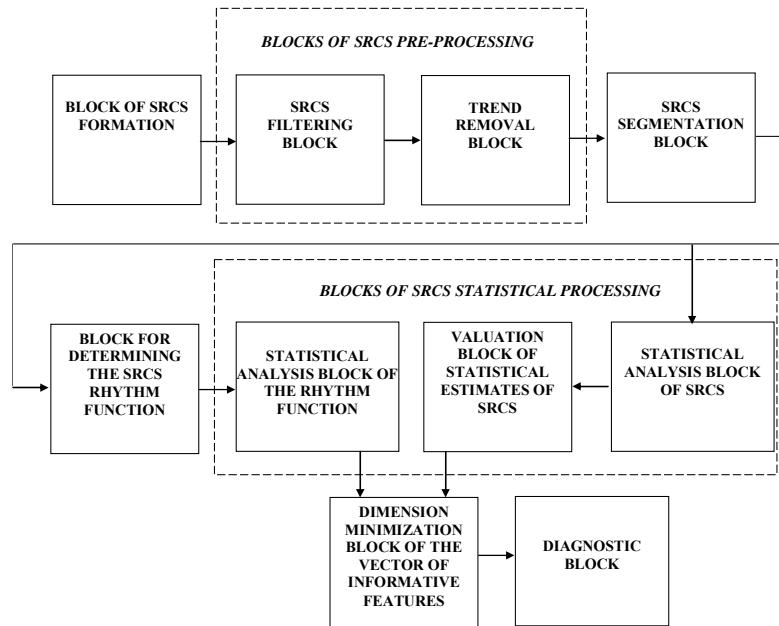 BLOCKS OF SRCS PRE-PROCESSING
BLOCK OF SRCS
FORMATION
SRCS
FILTERING
BLOCK
TREND
REMOVAL
BLOCK
SRCS
SEGMENTATION
BLOCK
BLOCKS OF SRCS STATISTICAL PROCESSING
BLOCK FOR
DETERMINING
THE SRCS
RHYTHM
FUNCTION
STATISTICAL
ANALYSIS BLOCK OF
THE RHYTHM
FUNCTION
VALUATION
BLOCK OF
STATISTICAL
ESTIMATES OF
SRCS
STATISTICAL
ANALYSIS BLOCK
OF SRCS
DIMENSION
MINIMIZATION
BLOCK OF THE
VECTOR OF
INFORMATIVE
FEATURES
DIAGNOSTIC
BLOCK